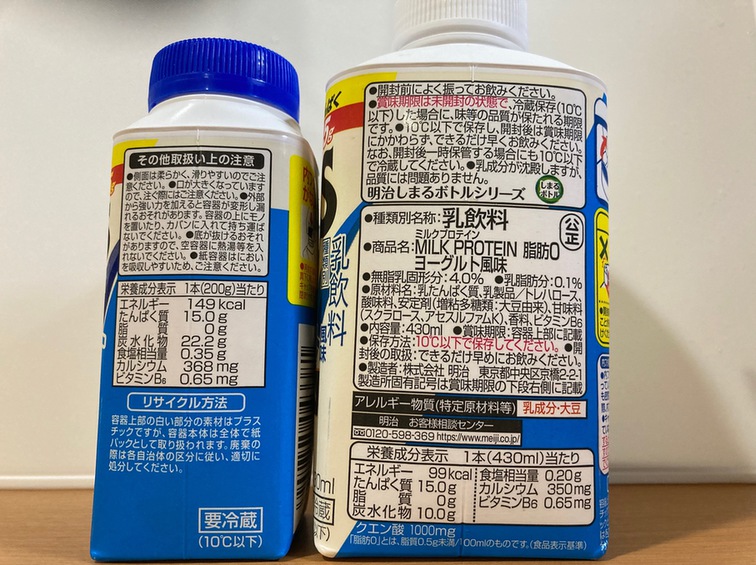 その他取扱い上の注意
●側面は柔らかく、滑りやすいのでご注
意ください。●口が大きくなっています
ので、注ぐ際にはご注意ください。●外部
から強い力を加えると容器が変形し漏
れるおそれがあります。容器の上にモノ
を置いたり、カバンに入れて持ち運ば
ないでください。●底が抜けるおそれ
がありますので、空容器に熱湯等を入
れないでください。●紙容器はにおい
を吸収しやすいため、ご注意ください。
栄養成分表示 1本(200g)当たり
エネルギー 149kcal
たんぱく質 15.0g
脂質 0g
炭水化物 22.2g
食塩相当量 0.35g
カルシウム 368mg
ビタミンB6 0.65mg
リサイクル方法
容器上部の白い部分の素材はプラス
チックですが、容器本体は全体で紙
パックとして取り扱われます。廃棄の
際は各自治体の区分に従い、適切に
処分してください。
要冷蔵
(10℃以下)
乳飲料
●開封前によく振ってお飲みください。
●賞味期限は未開封の状態で、冷蔵保存(10℃
以下)した場合に、味等の品質が保たれる期限
です。●10℃以下で保存し、開封後は賞味期限
にかかわらず、できるだけ早くお飲みください。
なお、開封後一時保管する場合にも10℃以下
で冷蔵してください。●乳成分が沈殿しますが、
品質には問題ありません。
明治しまるボトルシリーズ
しまる
ボトル
●種類別名称:乳飲料
公正
ミルクプロテイン
●商品名:MILK PROTEIN 脂肪0
ヨーグルト風味
●無脂乳固形分:4.0% ●乳脂肪分:0.1%
●原材料名:乳たんぱく質、乳製品/トレハロース、
酸味料、安定剤(増粘多糖類:大豆由来)、甘味料
(スクラロース、アセスルファムK)、香料、ビタミンB6
●内容量:430ml ●賞味期限:容器上部に記載
●保存方法:10℃以下で保存してください。●開
封後の取扱:できるだけ早めにお飲みください。
●製造者:株式会社 明治 東京都中央区京橋2-2-1
製造所固有記号は賞味期限の下段右側に記載
アレルギー物質(特定原材料等) 乳成分・大豆
明治 お客様相談センター
0120-598-369 https://www.meiji.co.jp/
栄養成分表示 1本(430ml)当たり
エネルギー 99kcal 食塩相当量 0.20g
たんぱく質 15.0g カルシウム 350mg
脂質 0g ビタミンB6 0.65mg
炭水化物 10.0g
クエン酸 1000mg
「脂肪0」とは、脂質0.5g未満/100mlのものです。(食品表示基準)